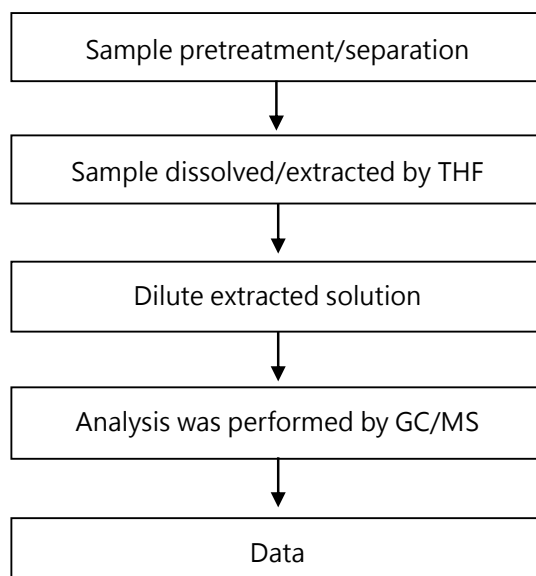 Sample pretreatment/separation
Sample dissolved/extracted by THF
Dilute extracted solution
Analysis was performed by GC/MS
Data